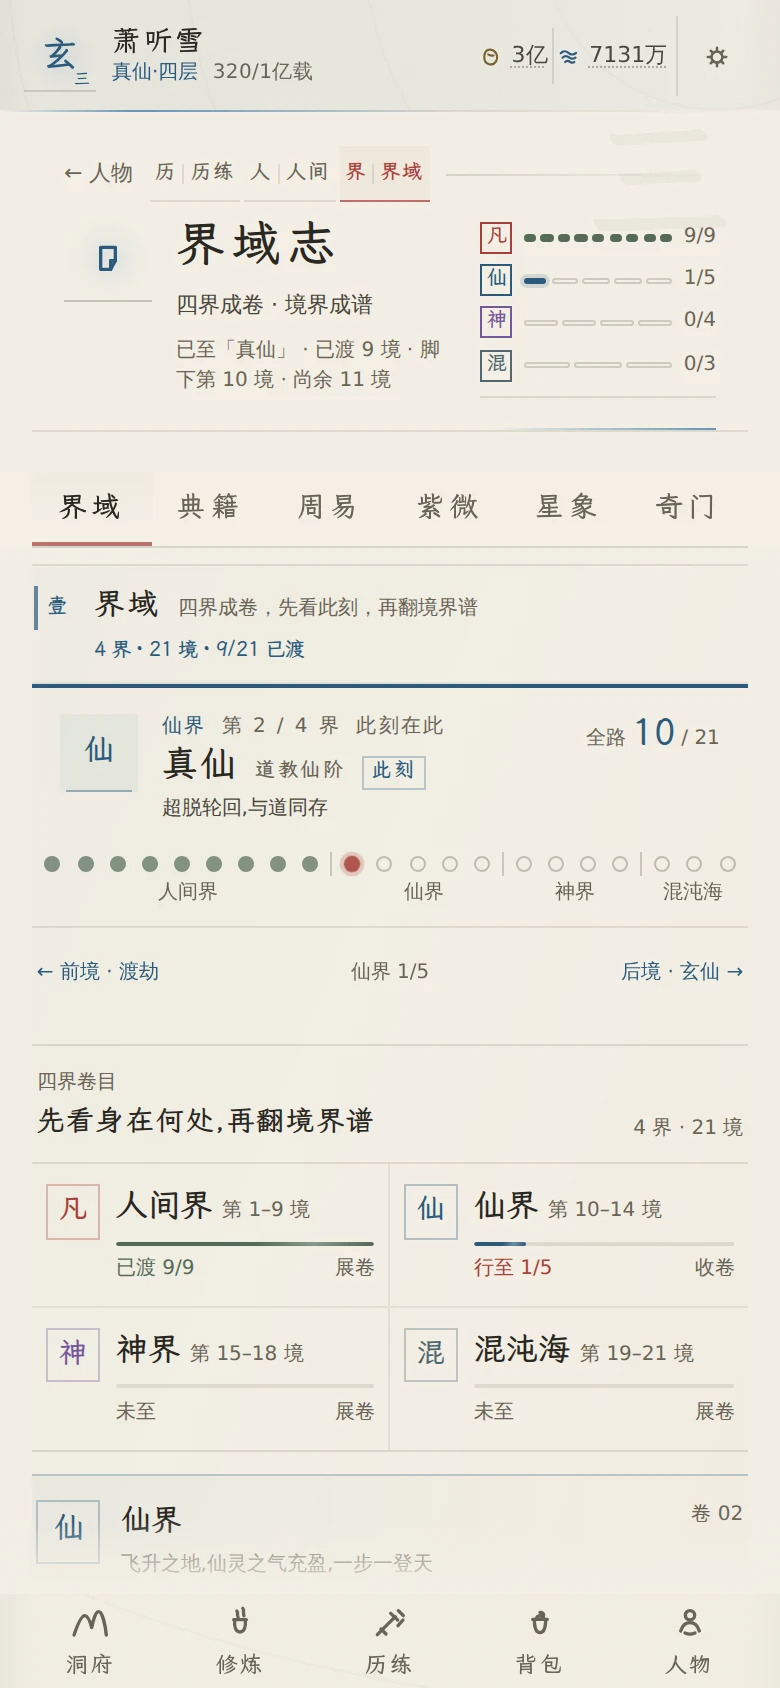 玄三
萧听雪
真仙·四层 320/1亿载
3亿 7131万
← 人物 历 历练 人 人间 界 界域
界域志
四界成卷 · 境界成谱
已至「真仙」 · 已渡 9 境 · 脚
下第 10 境 · 尚余 11 境
凡 9/9
仙 1/5
神 0/4
混 0/3
界域 典籍 周易 紫微 星象 奇门
壹 界域 四界成卷，先看此刻，再翻境界谱
4 界 · 21 境 · 9/21 已渡
仙
仙界 第 2 / 4 界 此刻在此
真仙 道教仙阶 此刻
超脱轮回,与道同存
全路 10 / 21
人间界 仙界 神界 混沌海
← 前境 · 渡劫 仙界 1/5 后境 · 玄仙 →
四界卷目
先看身在何处,再翻境界谱 4 界 · 21 境
凡 人间界 第 1–9 境
已渡 9/9 展卷
仙 仙界 第 10–14 境
行至 1/5 收卷
神 神界 第 15–18 境
未至 展卷
混 混沌海 第 19–21 境
未至 展卷
仙 仙界 卷 02
飞升之地,仙灵之气充盈,一步一登天
洞府 修炼 历练 背包 人物